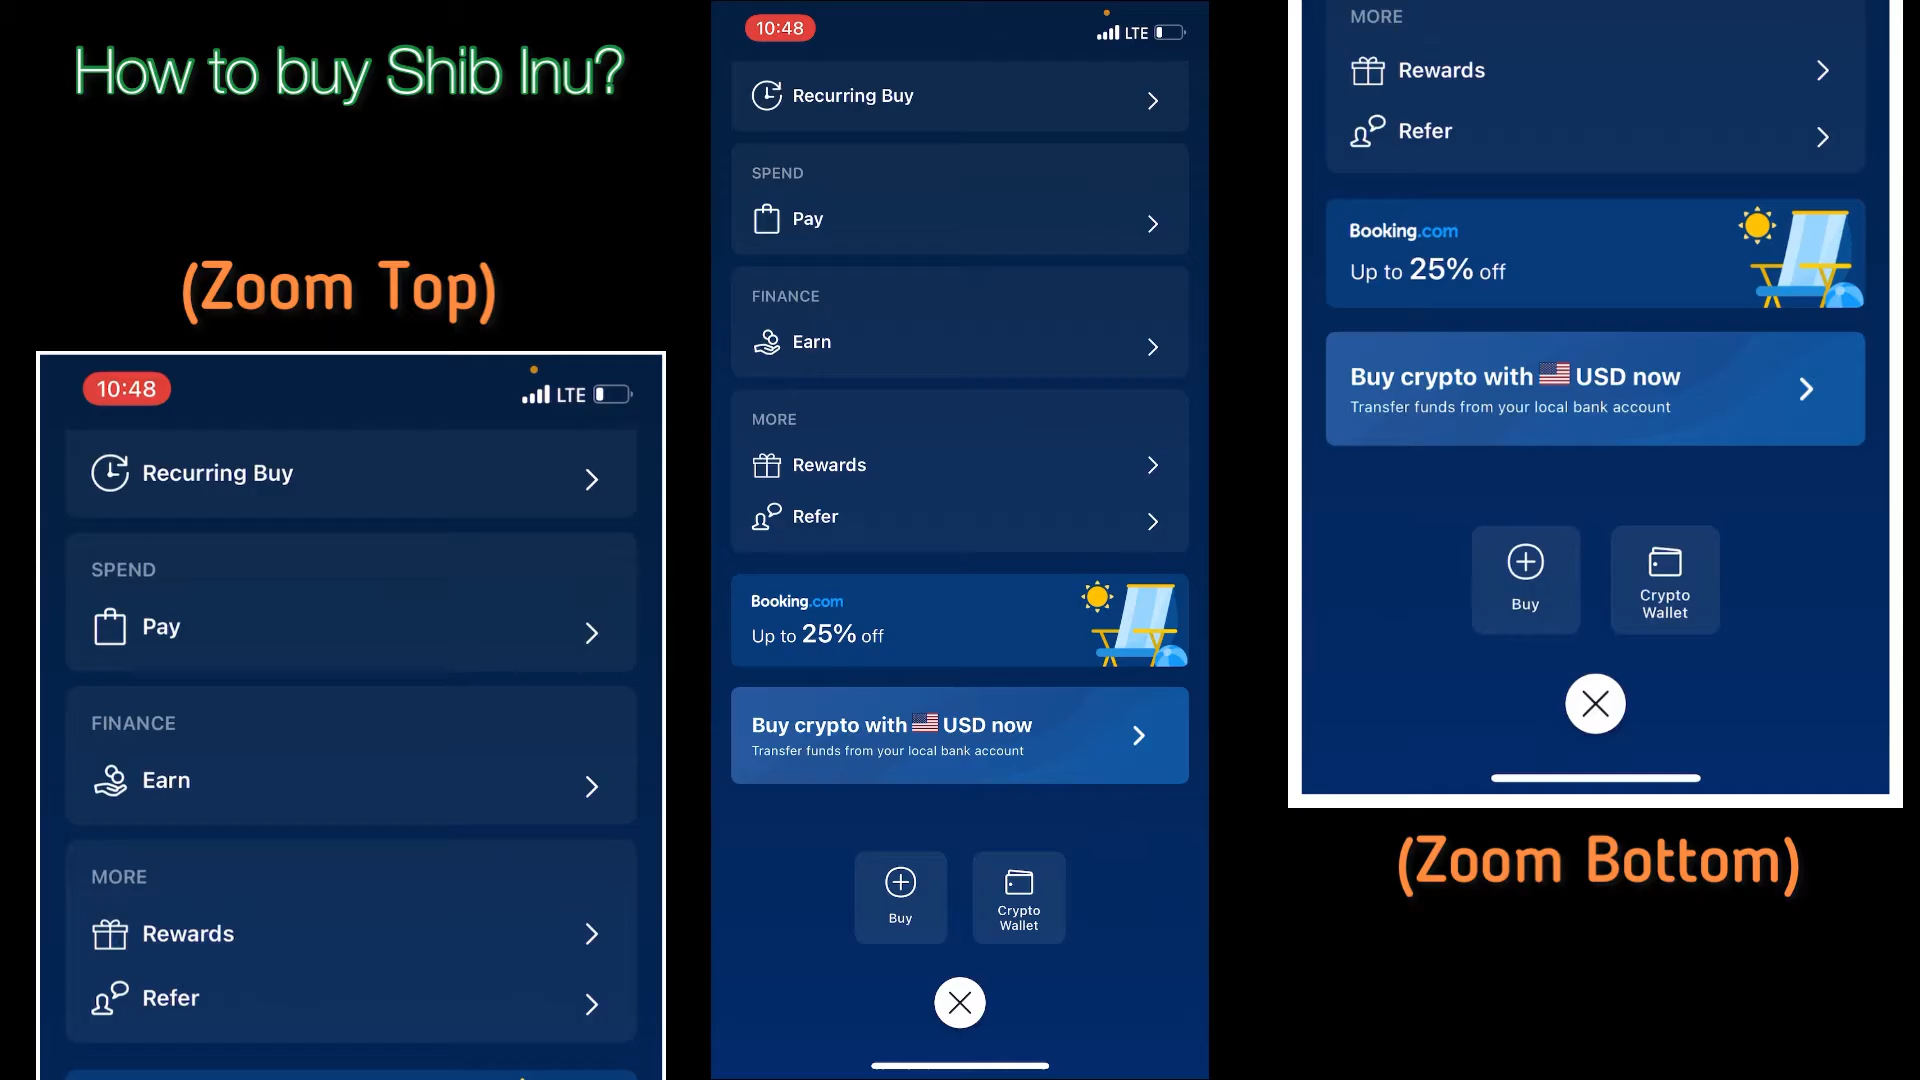 How to buy Shib Inu?
(Zoom Top)
10:48
LTE
Recurring Buy
SPEND
Pay
FINANCE
Earn
MORE
Rewards
Refer
10:48
LTE
Recurring Buy
SPEND
Pay
FINANCE
Earn
MORE
Rewards
Refer
Booking.com
Up to 25% off
Buy crypto with USD now
Transfer funds from your local bank account
Buy
Crypto
Wallet
MORE
Rewards
Refer
Booking.com
Up to 25% off
Buy crypto with USD now
Transfer funds from your local bank account
Buy
Crypto
Wallet
(Zoom Bottom)